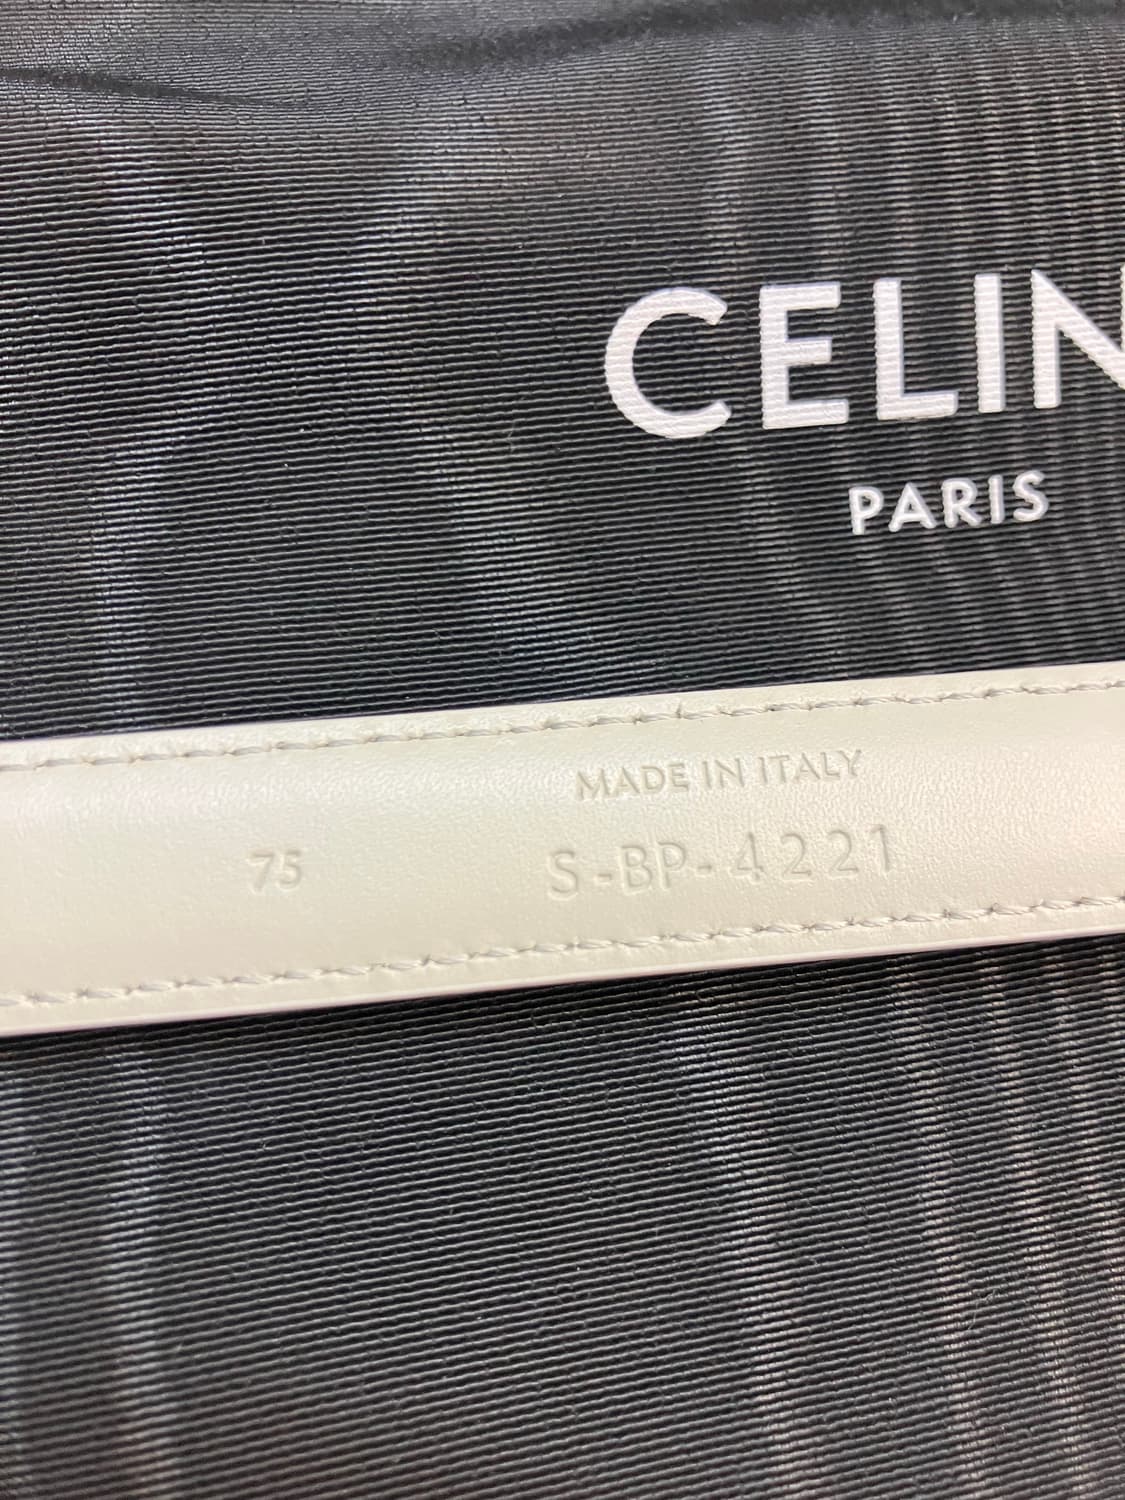 CELIN
PARIS
MADE IN ITALY
75 S-BP-4221